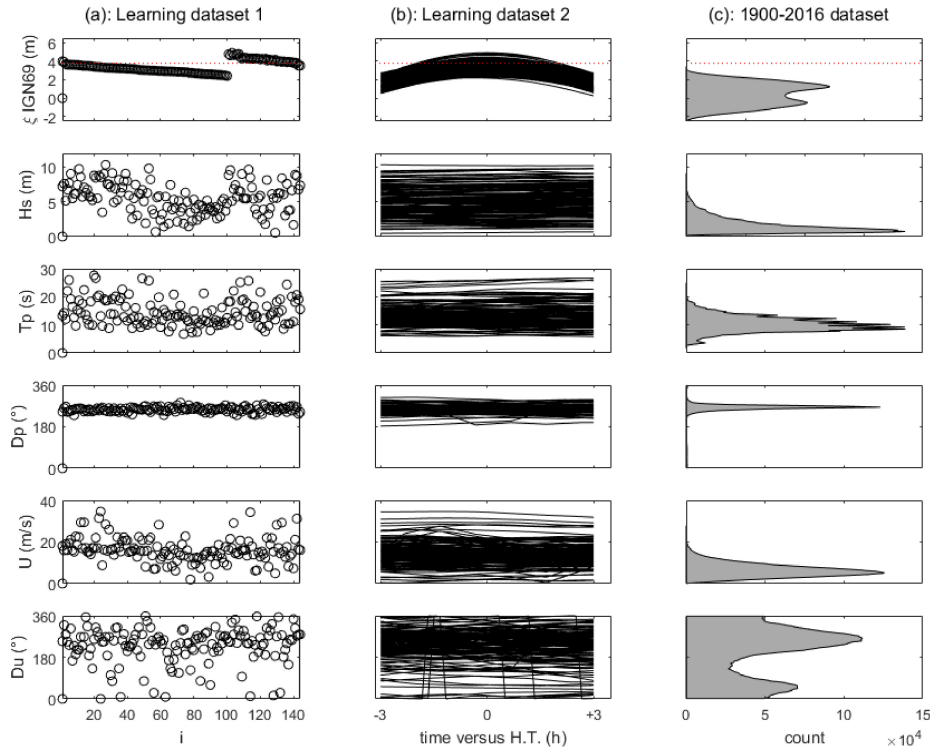 (a): Learning dataset 1
(b): Learning dataset 2
(c): 1900-2016 dataset
ξ IGN69 (m)
6
4
2
0
-2
Hs (m)
10
5
0
Tp (s)
30
20
10
0
Dp (°)
360
180
0
U (m/s)
40
20
0
Du (°)
360
180
0
20 40 60 80 100 120 140
i
-3 0 +3
time versus H.T. (h)
0 5 10 15
count
×10⁴